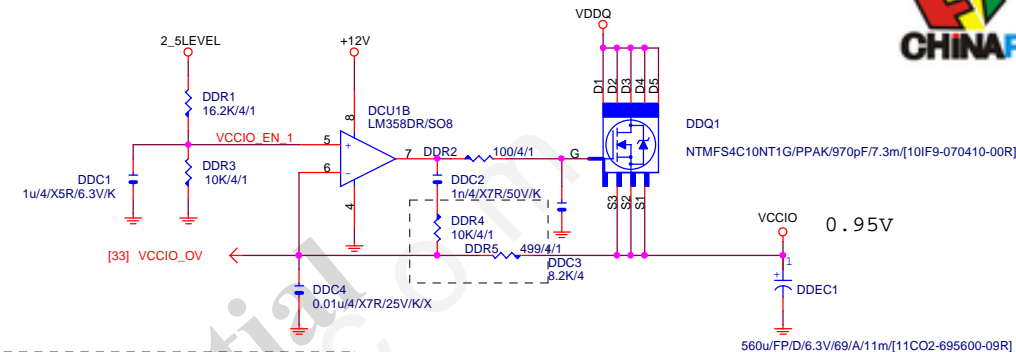 VDDQ
2_5LEVEL
+12V
CHINAF
D1
D2
D3
D4
D5
DDR1
16.2K/4/1
DCU1B
LM358DR/SO8
8
DDQ1
VCCIO_EN_1
5
+
7
DDR2
100/4/1
G
NTMFS4C10NT1G/PPAK/970pF/7.3m/[10IF9-070410-00R]
6
-
DDR3
10K/4/1
DDC1
1u/4/X5R/6.3V/K
DDC2
1n/4/X7R/50V/K
4
S3
S2
S1
DDR4
10K/4/1
VCCIO
0.95V
[33] VCCIO_OV
DDR5
499/4/1
DDC3
8.2K/4
1
+
DDEC1
DDC4
0.01u/4/X7R/25V/K/X
560u/FP/D/6.3V/69/A/11m/[11CO2-695600-09R]
ntial
c o m